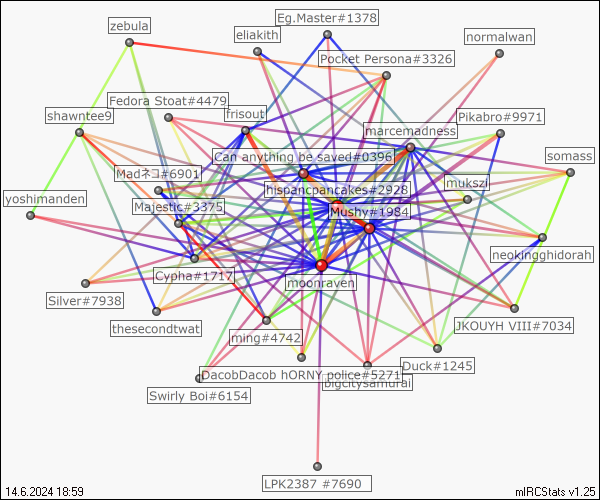 Eg.Master#1378
zebula
eliakith
normalwan
Pocket Persona#3326
Fedora Stoat#4479
shawntee9
frisout
Pikabro#9971
marcemadness
Can anything be saved#0396
Madネコ#6901
somass
hispancpancakes#2928
mukszi
yoshimanden
Majestic#3375
Mushy#1984
neokingghidorah
Cypha#1717
moonraven
Silver#7938
JKOUYH VIII#7034
thesecondtwat
ming#4742
Duck#1245
DacobDacob hORNY police#5271
bigcitysamurai
Swirly Boi#6154
LPK2387 #7690
14.6.2024 18:59
mIRCStats v1.25